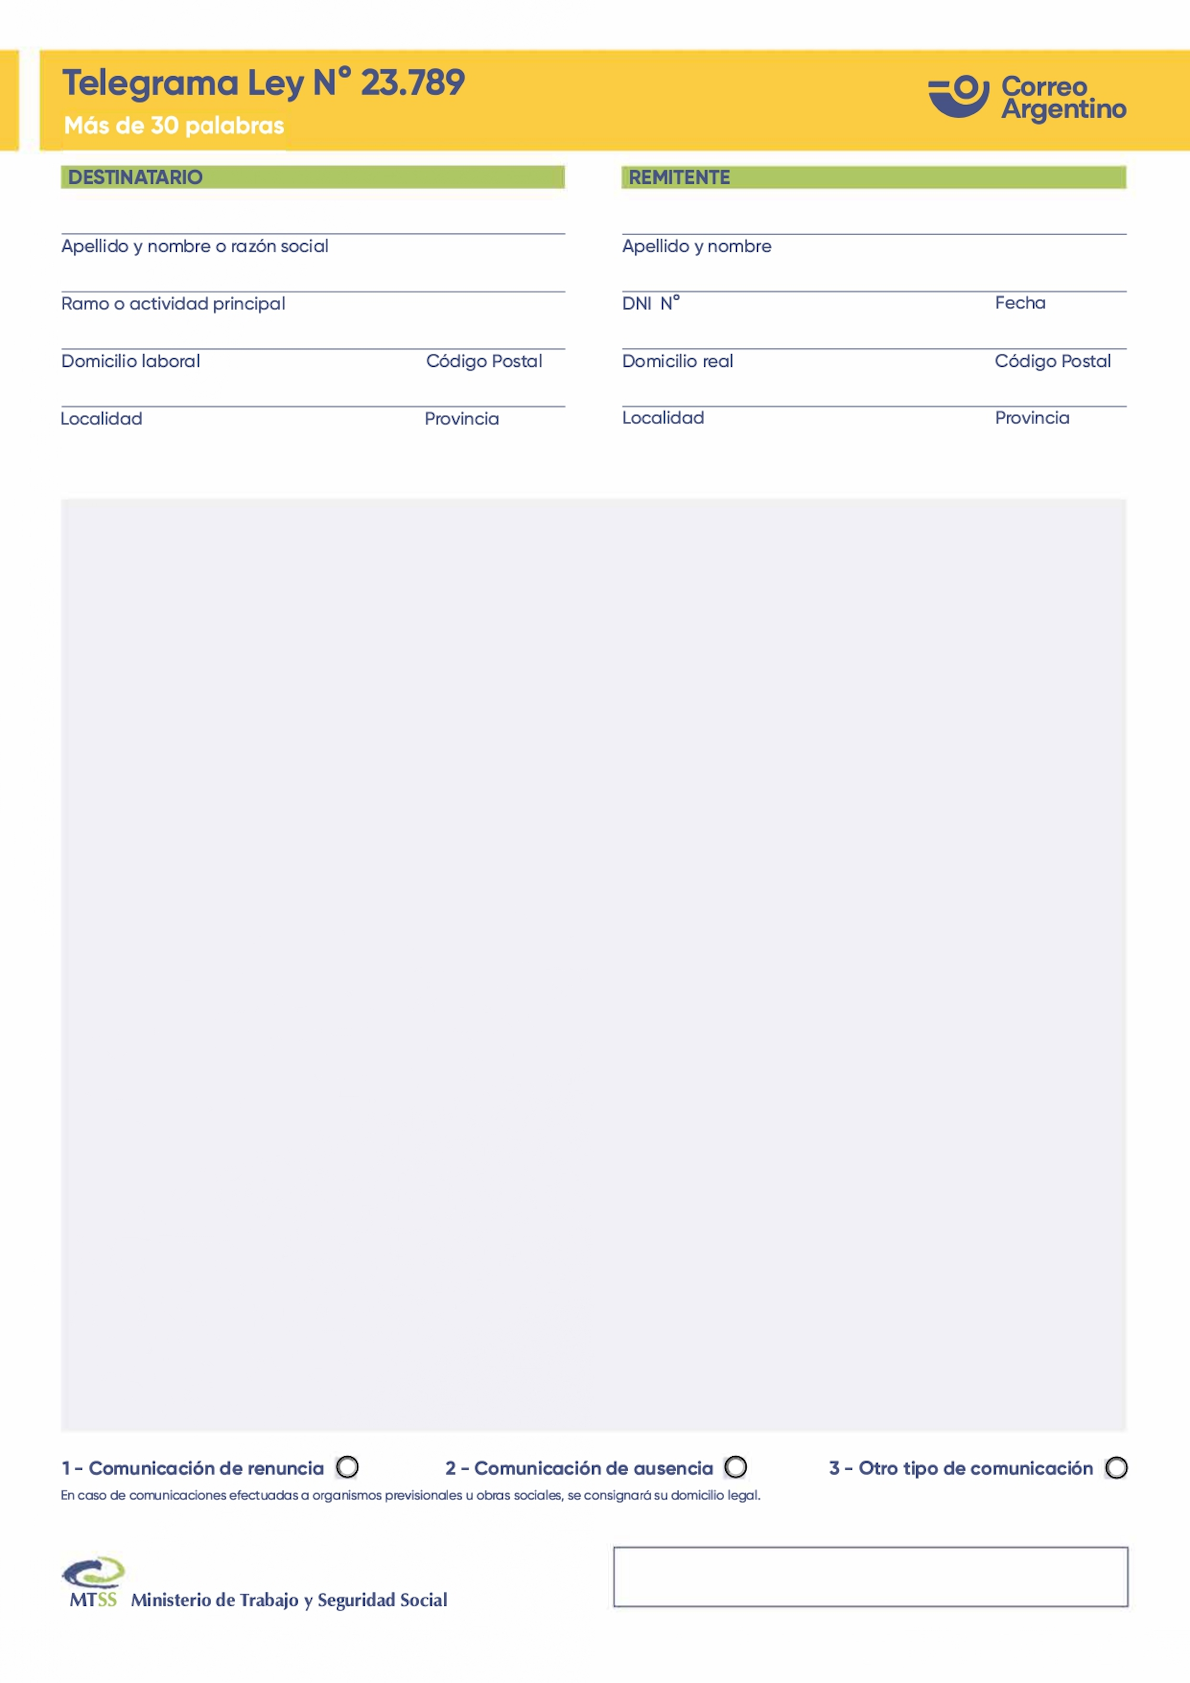 Telegrama Ley N° 23.789
Más de 30 palabras
Correo
Argentino
DESTINATARIO
Apellido y nombre o razón social
Ramo o actividad principal
Domicilio laboral Código Postal
Localidad Provincia
REMITENTE
Apellido y nombre
DNI N° Fecha
Domicilio real Código Postal
Localidad Provincia
1 - Comunicación de renuncia 2 - Comunicación de ausencia 3 - Otro tipo de comunicación
En caso de comunicaciones efectuadas a organismos previsionales u obras sociales, se consignará su domicilio legal.
MTSS Ministerio de Trabajo y Seguridad Social